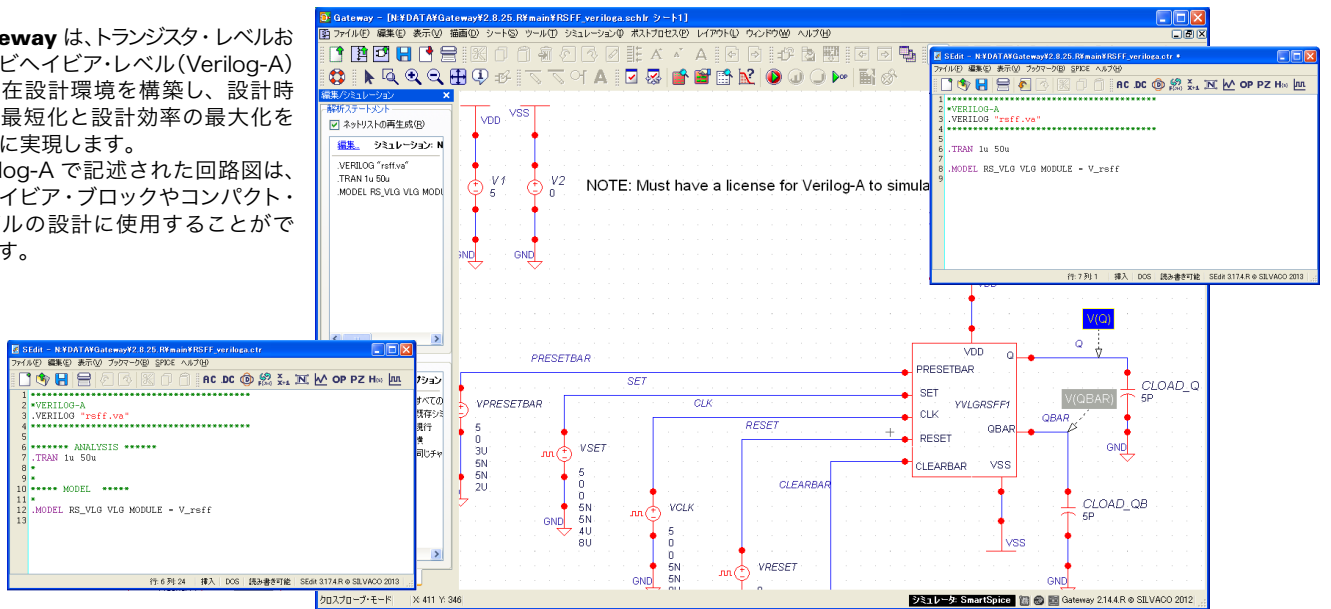 eway は、トランジスタ・レベルお
ビヘイビア・レベル（Verilog-A）
在設計環境を構築し、設計時
最短化と設計効率の最大化を
に実現します。
log-A で記述された回路図は、
イビア・ブロックやコンパクト・
ルの設計に使用することがで
す。
Gateway - [N:¥DATA¥Gateway¥2.8.25.R¥main¥RSFF_veriloga.schlr シート1]
ファイル(F) 編集(E) 表示(V) 描画(D) シート(S) ツール(T) シミュレーション(I) ポストプロセス(P) レイアウト(L) ウィンドウ(W) ヘルプ(H)
編集/シミュレーション
解析ステートメント
ネットリストの再生成(R)
編集.. シミュレーション: N
.VERILOG "rsff.va"
.TRAN 1u 50u
.MODEL RS_VLG VLG MODU
すべての
既存シミ
現行
同じチャ
クロスプローブ・モード X: 411 Y: 346
シミュレータ: SmartSpice
Gateway 2.14.4.R © SILVACO 2012
VDD
VSS
V1
5
V2
0
GND
GND
NOTE: Must have a license for Verilog-A to simula
PRESETBAR
SET
CLK
RESET
CLEARBAR
VPRESETBAR
5
0
3U
5N
5N
2U
VSET
5
0
0
5N
5N
4U
8U
GND
VCLK
5
0
0
5N
5N
GND
VRESET
VDD
PRESETBAR
SET
CLK
RESET
CLEARBAR
VDD
Q
YVLGRSFF1
QBAR
VSS
VSS
V(Q)
Q
V(QBAR)
QBAR
CLOAD_Q
5P
GND
CLOAD_QB
5P
GND
SEdit - N:¥DATA¥Gateway¥2.8.25.R¥main¥RSFF_veriloga.ctr *
ファイル(F) 編集(E) 表示(V) ブックマーク(B) SPICE ヘルプ(H)
AC DC OP PZ
1 ****************************************
2 *VERILOG-A
3 .VERILOG "rsff.va"
4 ****************************************
5
6 .TRAN 1u 50u
7
8 .MODEL RS_VLG VLG MODULE = V_rsff
9
行: 7 列: 1 挿入 DOS 読み書き可能 SEdit 3.17.4.R © SILVACO 2013
SEdit - N:¥DATA¥Gateway¥2.8.25.R¥main¥RSFF_veriloga.ctr
ファイル(F) 編集(E) 表示(V) ブックマーク(B) SPICE ヘルプ(H)
AC DC OP PZ
1 ******************************************
2 *VERILOG-A
3 .VERILOG "rsff.va"
4 ******************************************
5
6 ******* ANALYSIS ******
7 .TRAN 1u 50u
8 *
9 *
10 ***** MODEL *****
11 *
12 .MODEL RS_VLG VLG MODULE = V_rsff
13
行: 6 列: 24 挿入 DOS 読み書き可能 SEdit 3.17.4.R © SILVACO 2013